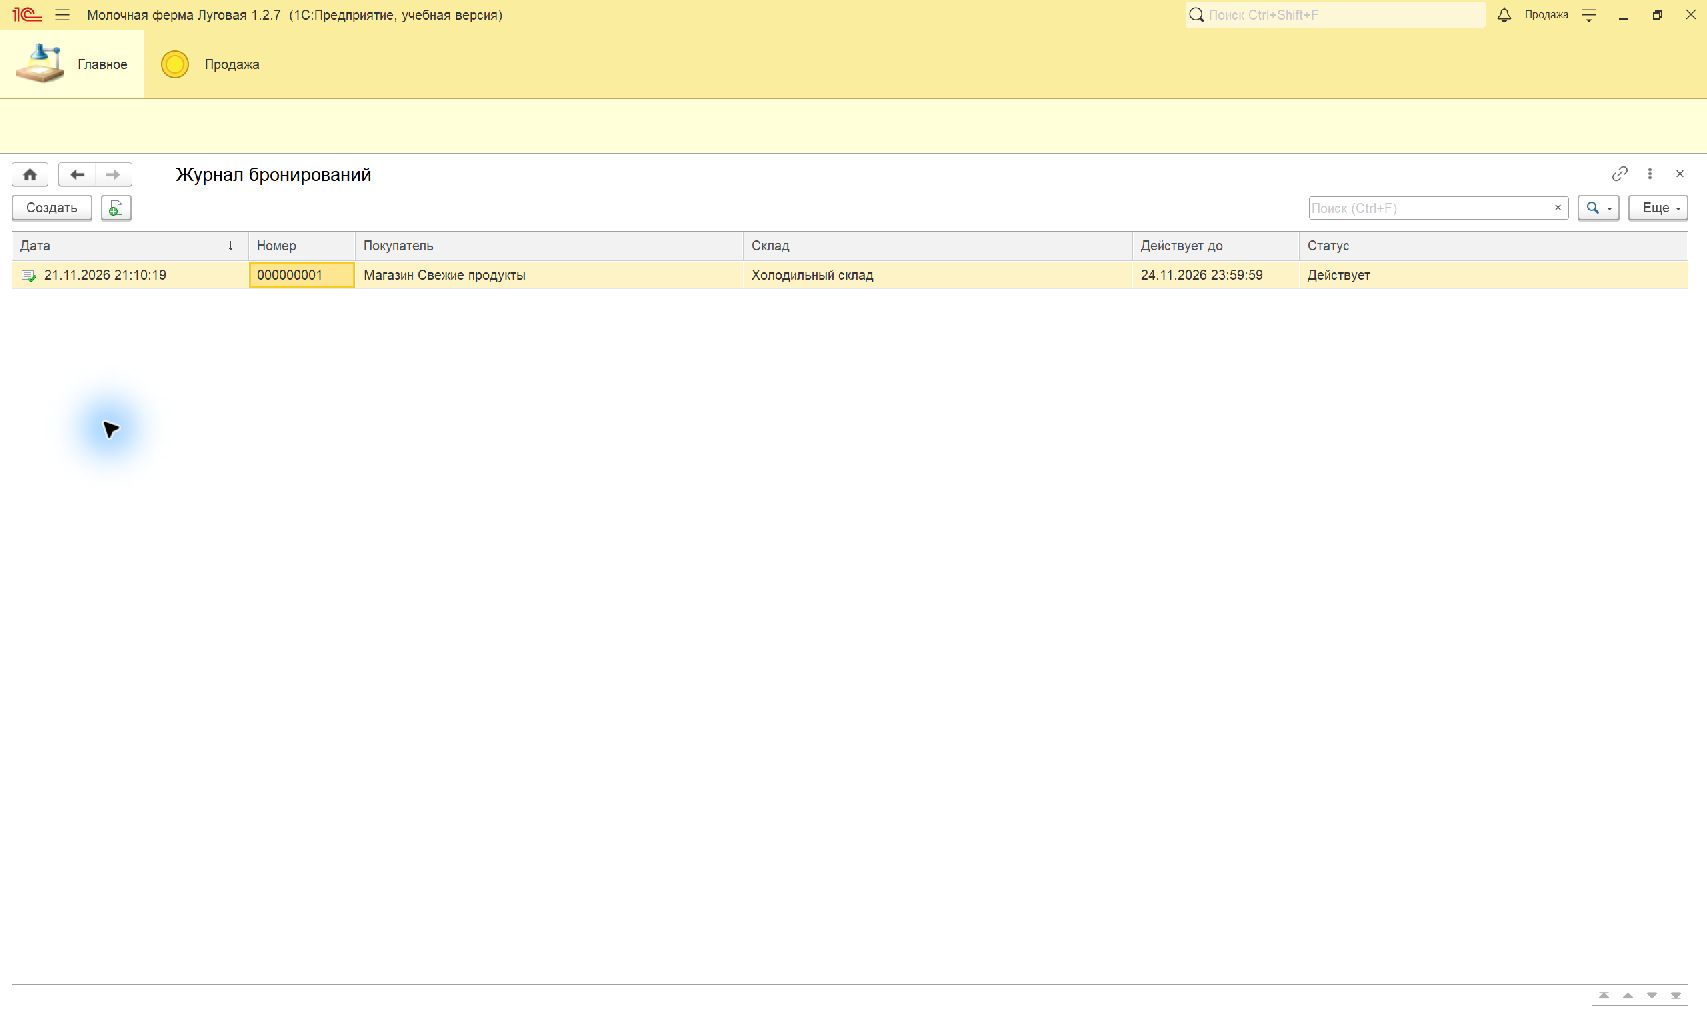 1С Молочная ферма Луговая 1.2.7 (1С:Предприятие, учебная версия) Поиск Ctrl+Shift+F Продажа
Главное Продажа
Журнал бронирований
Создать Поиск (Ctrl+F) × Еще
Дата ↓ Номер Покупатель Склад Действует до Статус
21.11.2026 21:10:19 000000001 Магазин Свежие продукты Холодильный склад 24.11.2026 23:59:59 Действует